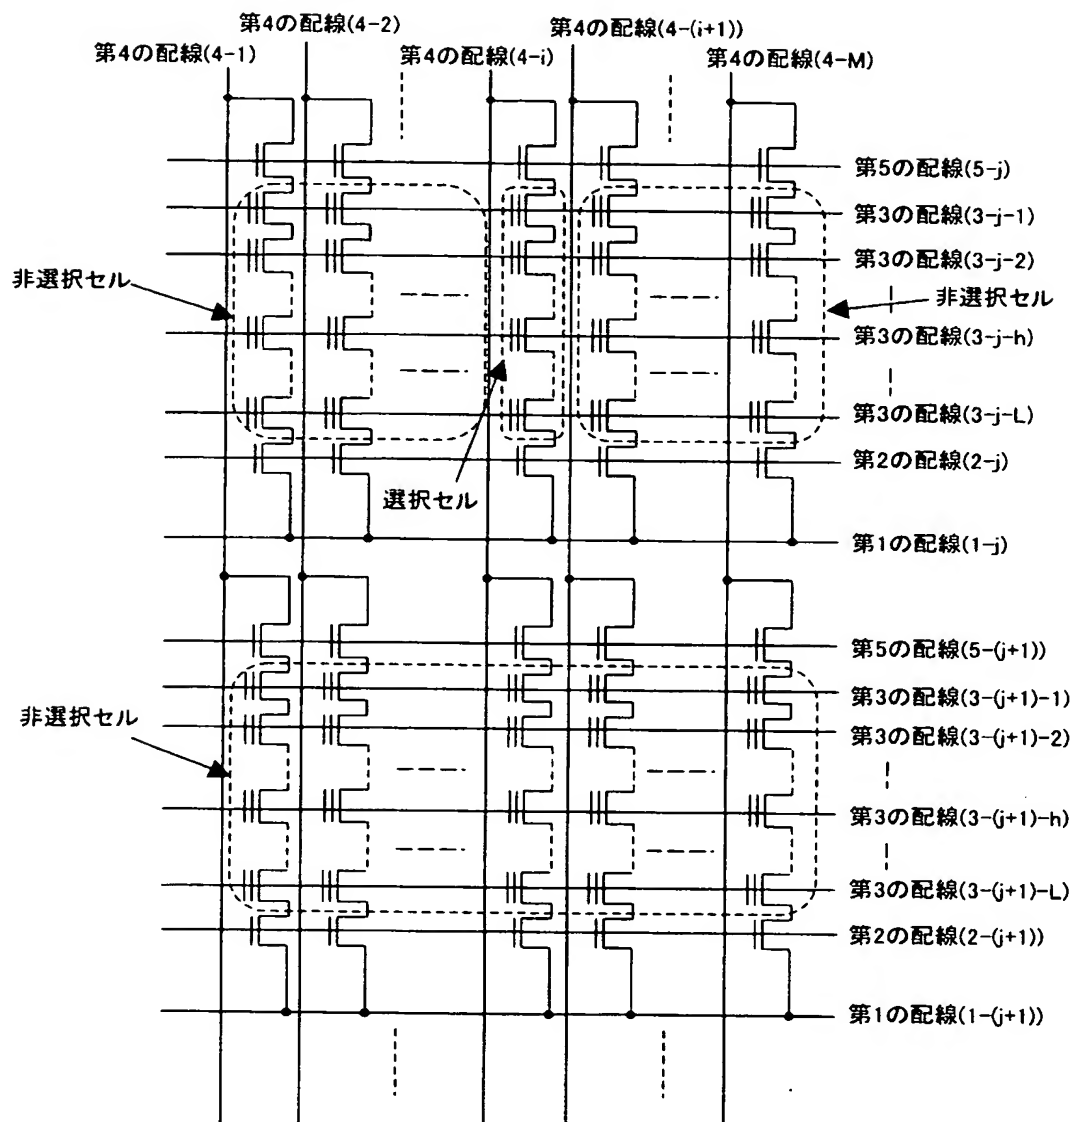 第4の配線(4-2)
第4の配線(4-(i+1))
第4の配線(4-1)
第4の配線(4-i)
第4の配線(4-M)
第5の配線(5-j)
第3の配線(3-j-1)
第3の配線(3-j-2)
非選択セル
非選択セル
第3の配線(3-j-h)
第3の配線(3-j-L)
第2の配線(2-j)
選択セル
第1の配線(1-j)
第5の配線(5-(j+1))
第3の配線(3-(j+1)-1)
非選択セル
第3の配線(3-(j+1)-2)
第3の配線(3-(j+1)-h)
第3の配線(3-(j+1)-L)
第2の配線(2-(j+1))
第1の配線(1-(j+1))